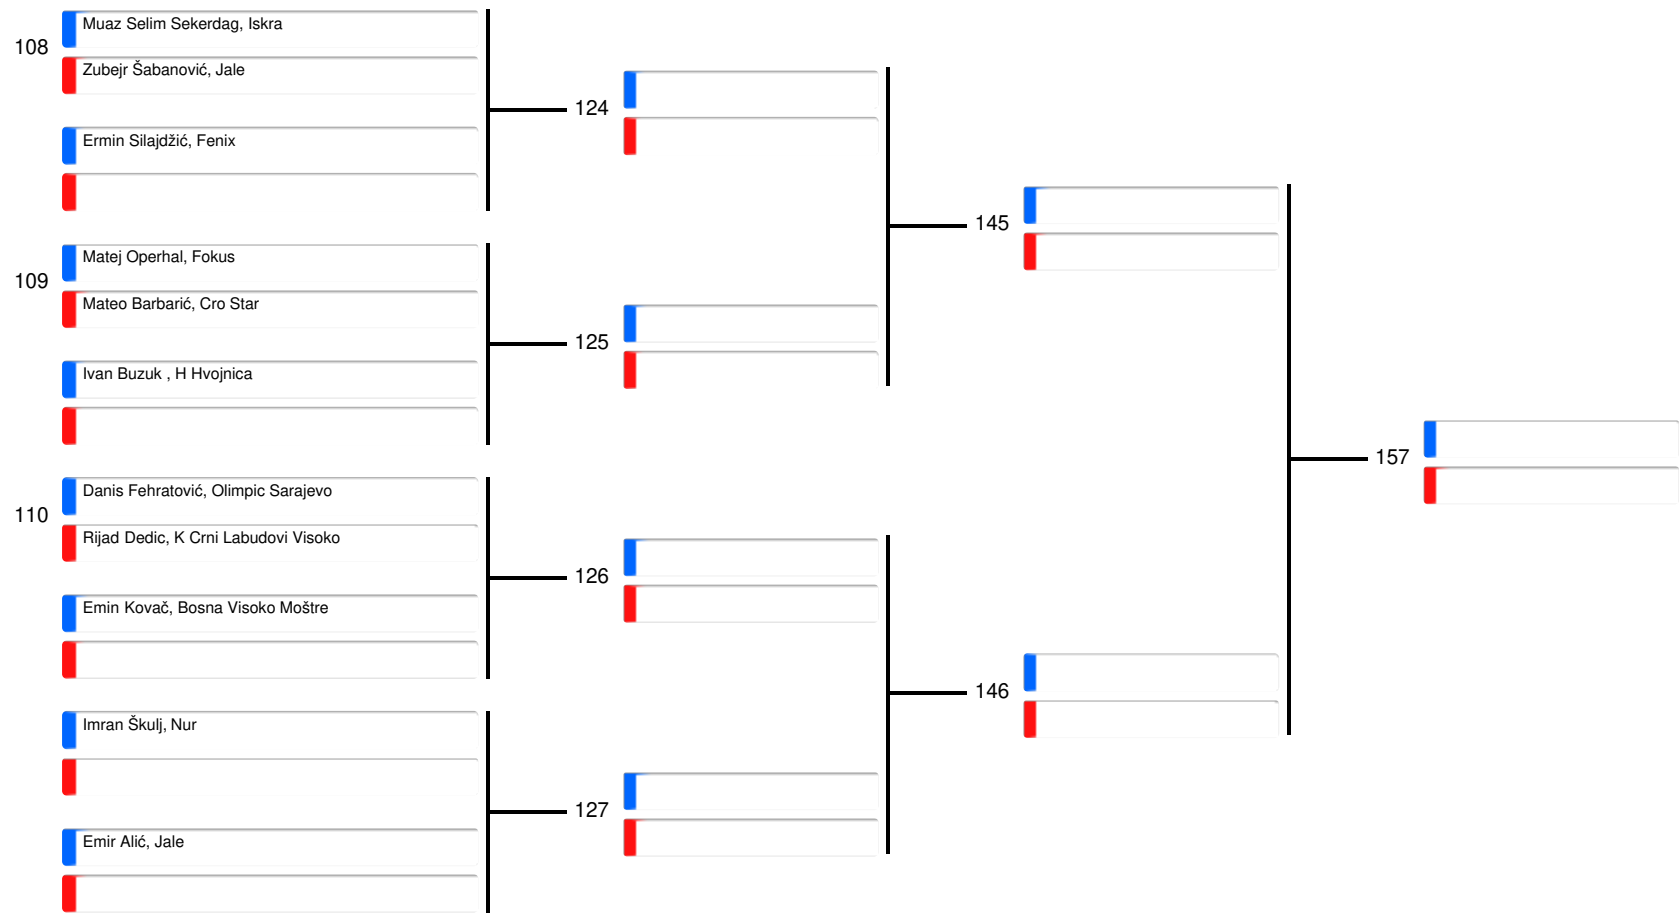 108
Muaz Selim Sekerdag, Iskra
Zubejr Šabanović, Jale
Ermin Silajdžić, Fenix
109
Matej Operhal, Fokus
Mateo Barbarić, Cro Star
Ivan Buzuk , H Hvojnica
110
Danis Fehratović, Olimpic Sarajevo
Rijad Dedic, K Crni Labudovi Visoko
Emin Kovač, Bosna Visoko Moštre
Imran Škulj, Nur
Emir Alić, Jale
124
125
126
127
145
146
157